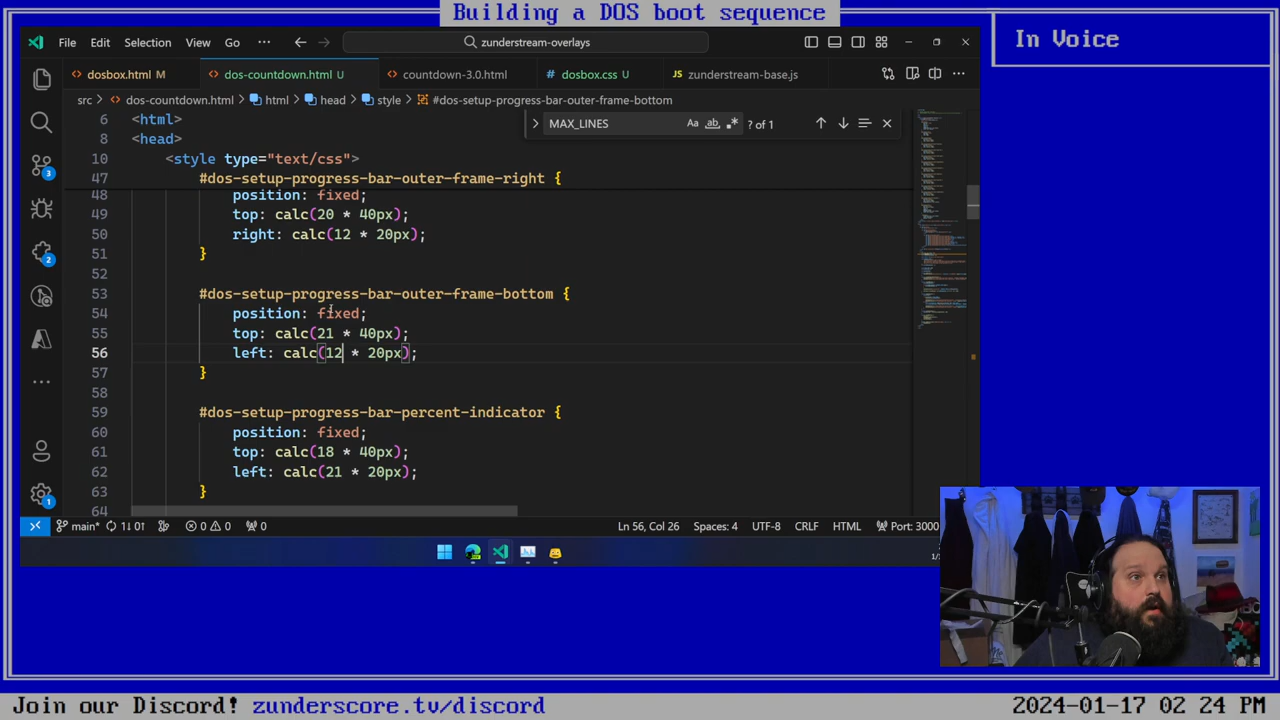 Building a DOS boot sequence
In Voice
File Edit Selection View Go
zunderstream-overlays
dosbox.html M
dos-countdown.html U
countdown-3.0.html
dosbox.css U
zunderstream-base.js
src > dos-countdown.html > html > head > style > #dos-setup-progress-bar-outer-frame-bottom
MAX_LINES
Aa ab .* ? of 1
6 <html>
8 <head>
10 <style type="text/css">
47 #dos-setup-progress-bar-outer-frame-right {
48 position: fixed;
49 top: calc(20 * 40px);
50 right: calc(12 * 20px);
51 }
52
53 #dos-setup-progress-bar-outer-frame-bottom {
54 position: fixed;
55 top: calc(21 * 40px);
56 left: calc(12 * 20px);
57 }
58
59 #dos-setup-progress-bar-percent-indicator {
60 position: fixed;
61 top: calc(18 * 40px);
62 left: calc(21 * 20px);
63 }
64
3
2
1
main* 1↓ 0↑ 0 0 0
Ln 56, Col 26 Spaces: 4 UTF-8 CRLF HTML Port: 3000
Join our Discord! zunderscore.tv/discord
2024-01-17 02 24 PM